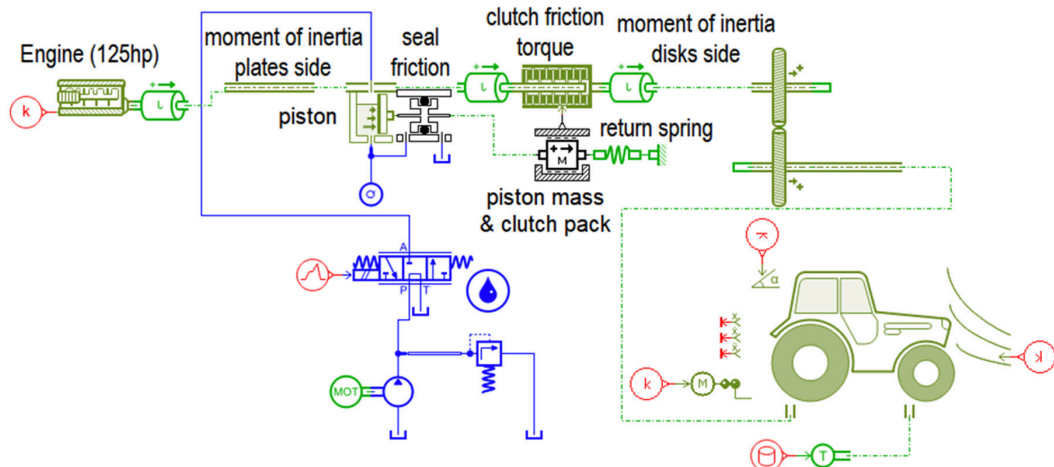 Engine (125hp)
moment of inertia
plates side
seal
friction
clutch friction
torque
moment of inertia
disks side
piston
return spring
piston mass
& clutch pack
k
M
A
P T
MOT
K
α
k
M
k
T